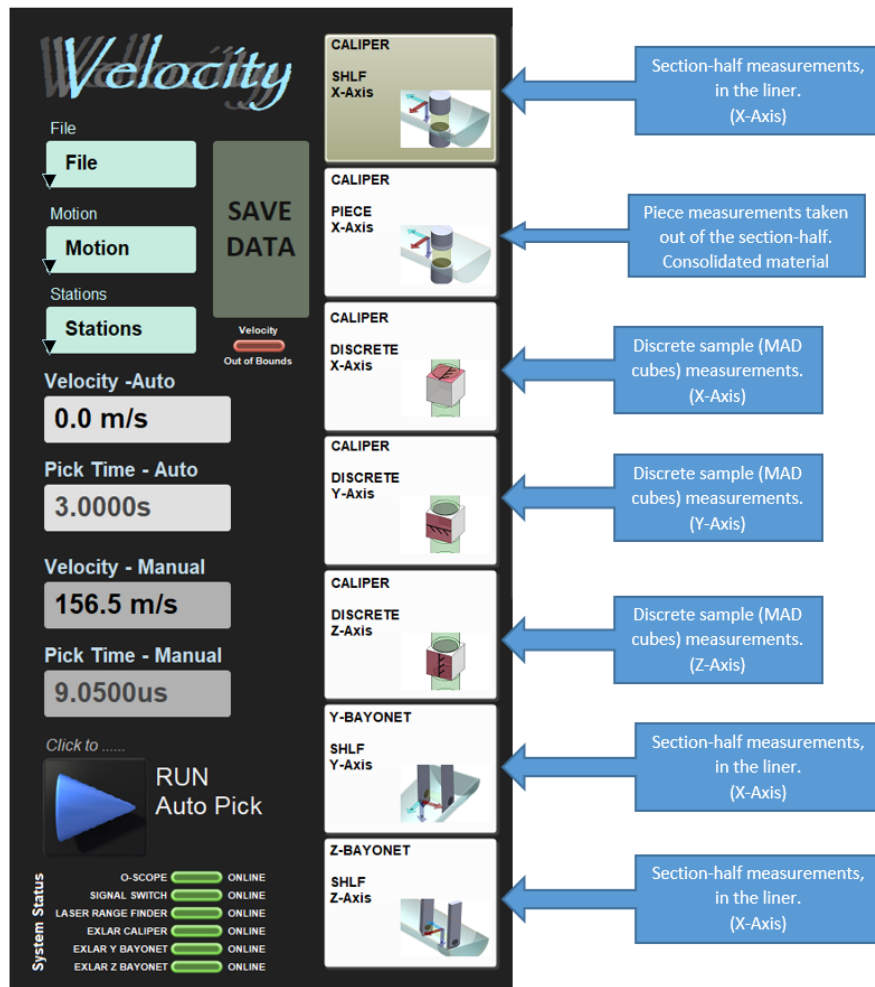 Velocity
File
File
Motion
Motion
Stations
Stations
SAVE
DATA
Velocity
Out of Bounds
Velocity -Auto
0.0 m/s
Pick Time - Auto
3.0000s
Velocity - Manual
156.5 m/s
Pick Time - Manual
9.0500us
Click to ......
RUN
Auto Pick
System Status
O-SCOPE ONLINE
SIGNAL SWITCH ONLINE
LASER RANGE FINDER ONLINE
EXLAR CALIPER ONLINE
EXLAR Y BAYONET ONLINE
EXLAR Z BAYONET ONLINE
CALIPER
SHLF
X-Axis
Section-half measurements,
in the liner.
(X-Axis)
CALIPER
PIECE
X-Axis
Piece measurements taken
out of the section-half.
Consolidated material
CALIPER
DISCRETE
X-Axis
Discrete sample (MAD
cubes) measurements.
(X-Axis)
CALIPER
DISCRETE
Y-Axis
Discrete sample (MAD
cubes) measurements.
(Y-Axis)
CALIPER
DISCRETE
Z-Axis
Discrete sample (MAD
cubes) measurements.
(Z-Axis)
Y-BAYONET
SHLF
Y-Axis
Section-half measurements,
in the liner.
(X-Axis)
Z-BAYONET
SHLF
Z-Axis
Section-half measurements,
in the liner.
(X-Axis)